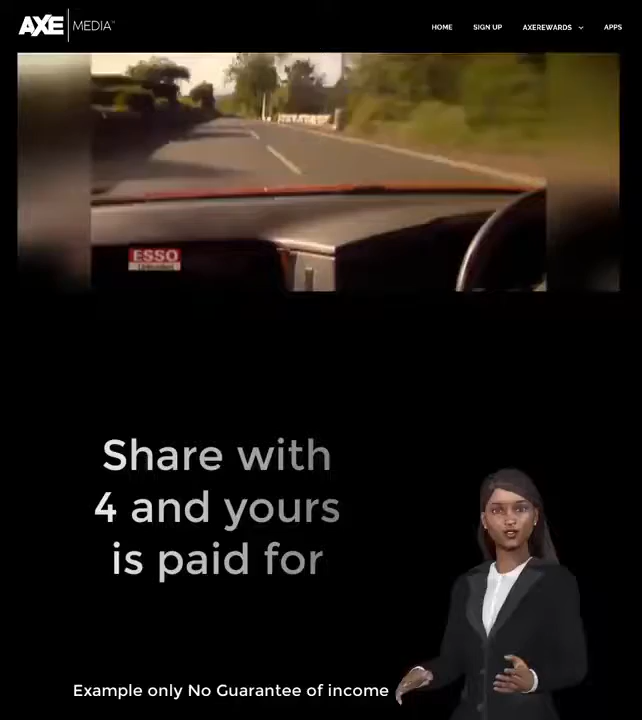 AXE MEDIA
HOME SIGN UP AXEREWARDS APPS
ESSO
Unleaded
Share with
4 and yours
is paid for
Example only No Guarantee of income